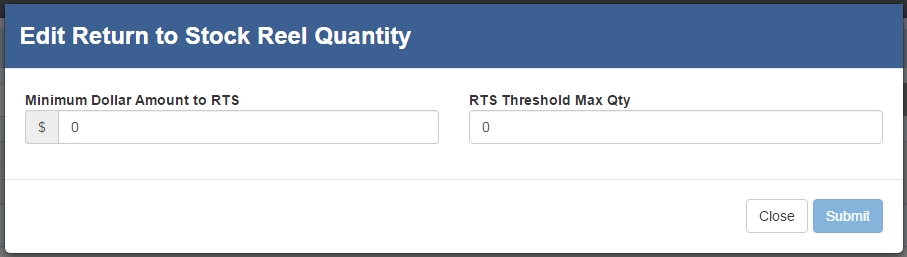 Edit Return to Stock Reel Quantity
Minimum Dollar Amount to RTS
RTS Threshold Max Qty
$ 0
0
Close
Submit